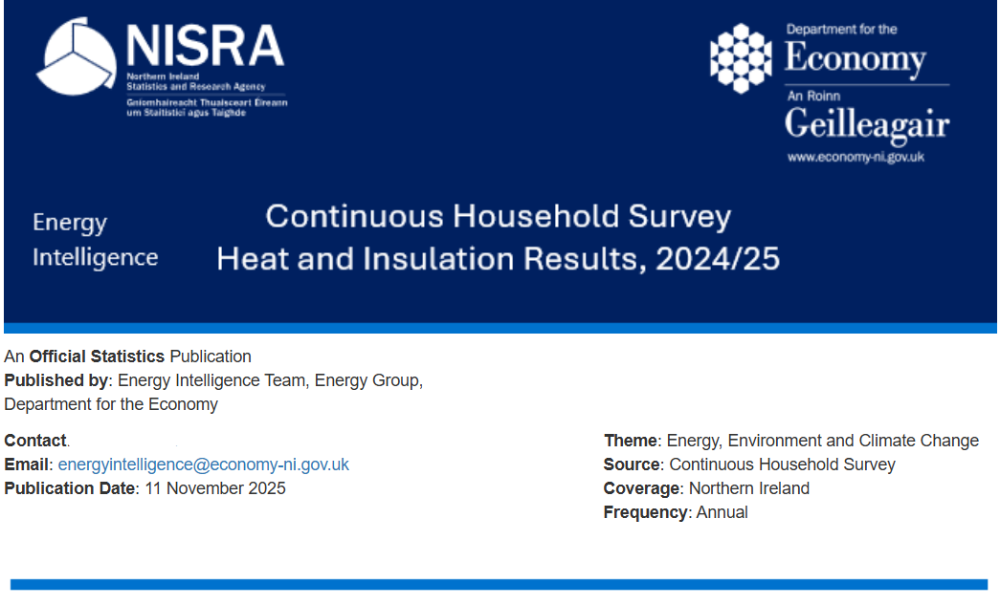 NISRA
Northern Ireland
Statistics and Research Agency
Gníomhaireacht Thuaisceart Éireann
um Staitisticí agus Taighde
Department for the
Economy
An Roinn
Geilleagair
www.economy-ni.gov.uk
Energy
Intelligence
Continuous Household Survey
Heat and Insulation Results, 2024/25
An Official Statistics Publication
Published by: Energy Intelligence Team, Energy Group,
Department for the Economy
Contact.
Email: energyintelligence@economy-ni.gov.uk
Publication Date: 11 November 2025
Theme: Energy, Environment and Climate Change
Source: Continuous Household Survey
Coverage: Northern Ireland
Frequency: Annual